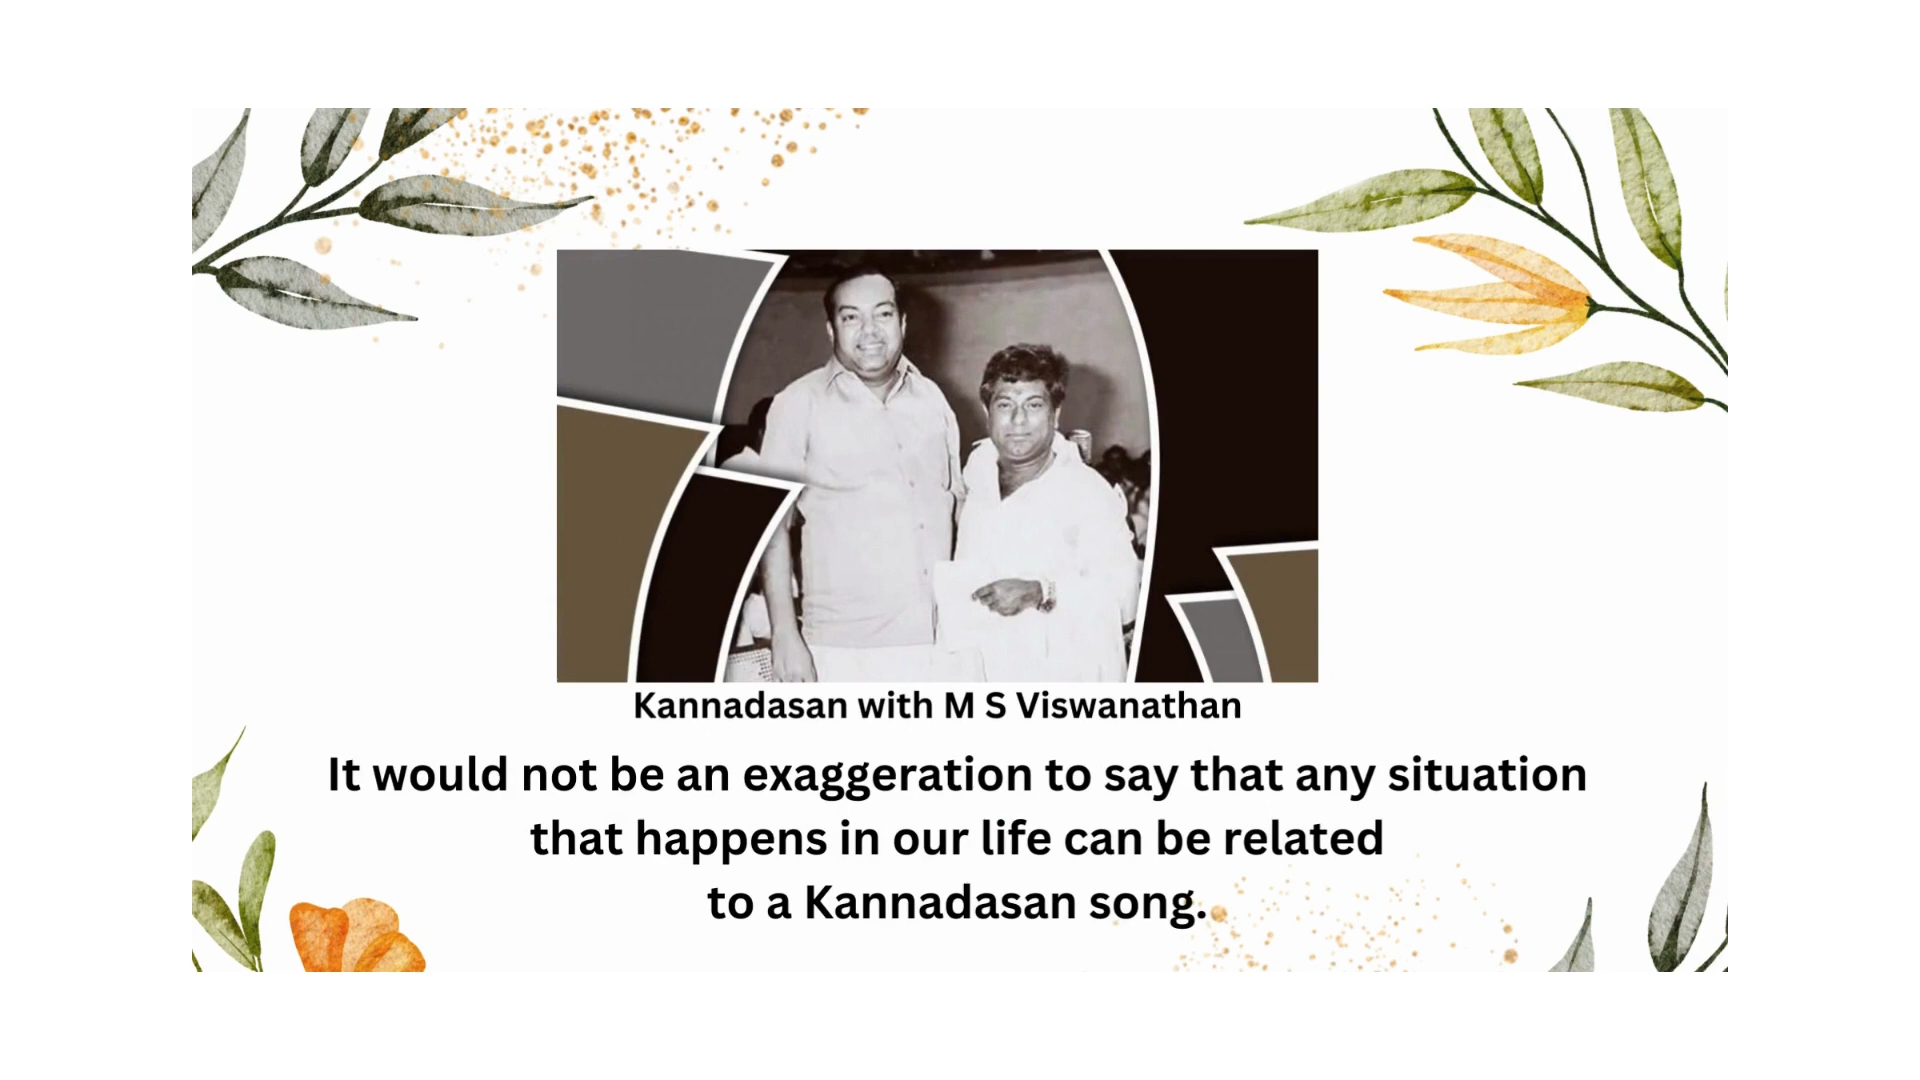 Kannadasan with M S Viswanathan
It would not be an exaggeration to say that any situation
that happens in our life can be related
to a Kannadasan song.